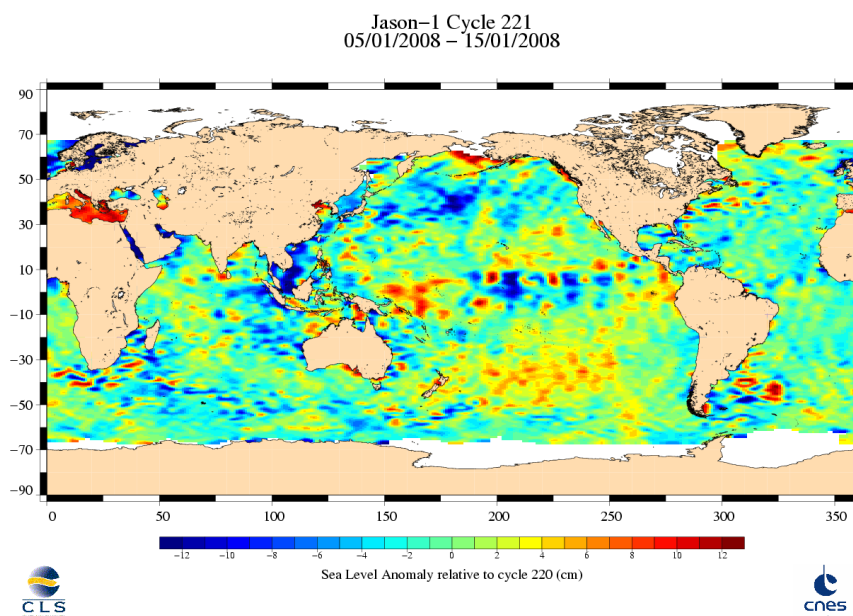 Jason−1 Cycle 221
05/01/2008 − 15/01/2008
90
70
50
30
10
−10
−30
−50
−70
−90
0 50 100 150 200 250 300 350
−12 −10 −8 −6 −4 −2 0 2 4 6 8 10 12
Sea Level Anomaly relative to cycle 220 (cm)
CLS
cnes